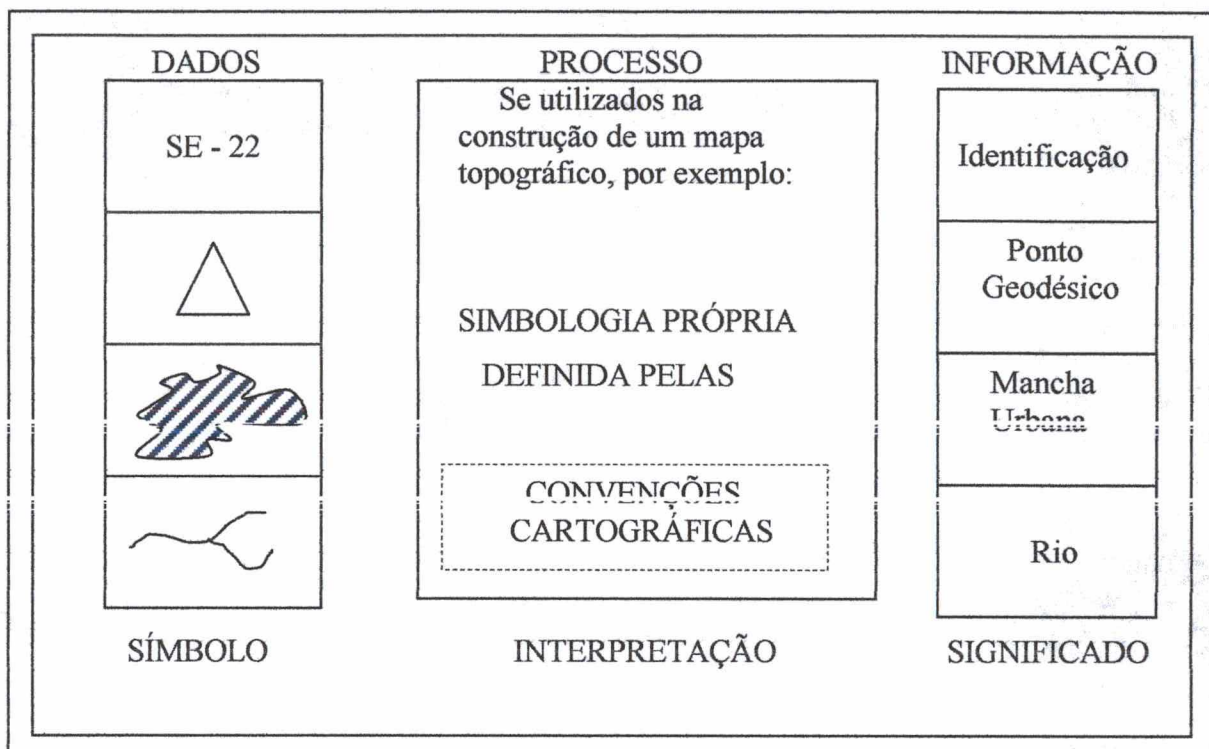 DADOS
SE - 22
SÍMBOLO
PROCESSO
Se utilizados na
construção de um mapa
topográfico, por exemplo:
SIMBOLOGIA PRÓPRIA
DEFINIDA PELAS
CONVENÇÕES
CARTOGRÁFICAS
INTERPRETAÇÃO
INFORMAÇÃO
Identificação
Ponto
Geodésico
Mancha
Urbana
Rio
SIGNIFICADO